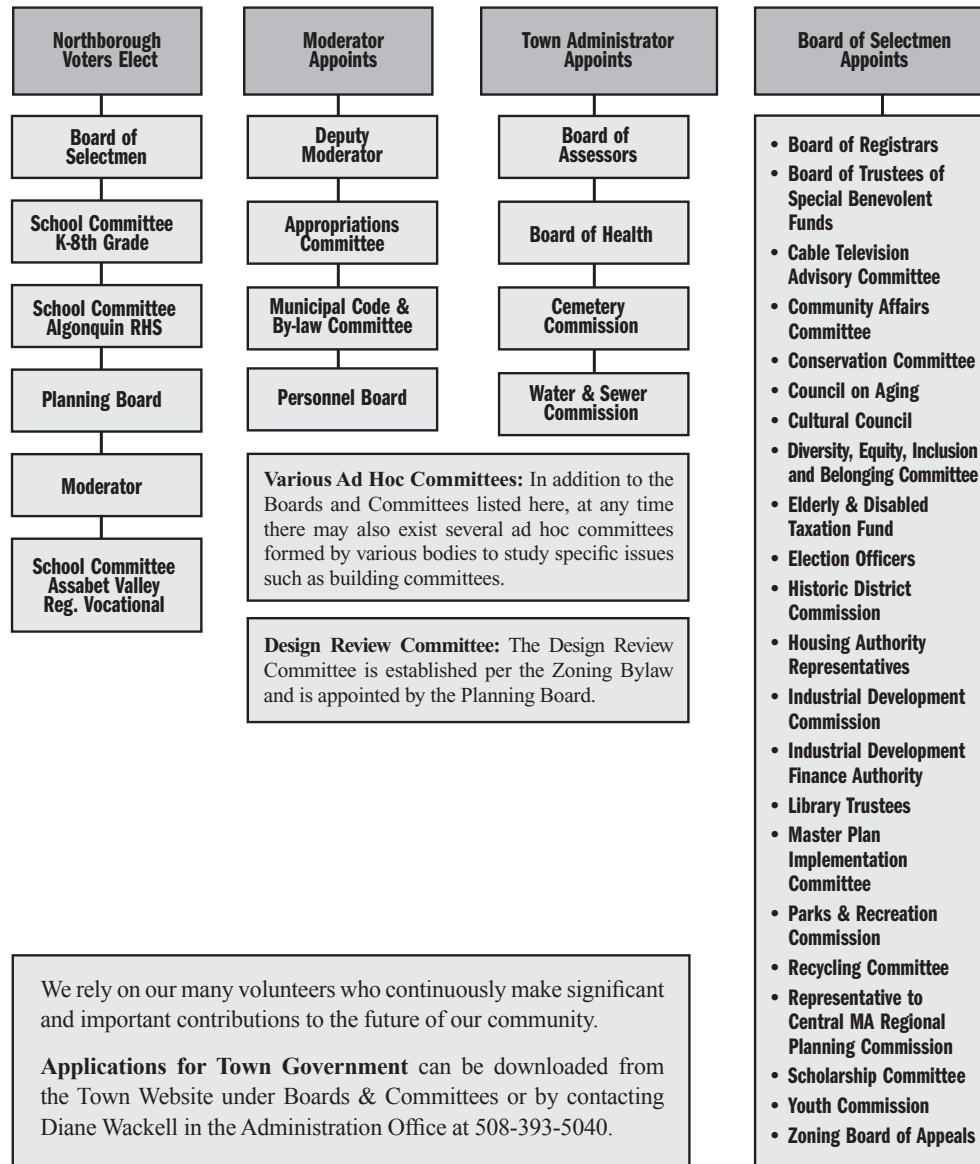 Northborough
Voters Elect
Board of
Selectmen
School Committee
K-8th Grade
School Committee
Algonquin RHS
Planning Board
Moderator
School Committee
Assabet Valley
Reg. Vocational
Moderator
Appoints
Deputy
Moderator
Appropriations
Committee
Municipal Code &
By-law Committee
Personnel Board
Town Administrator
Appoints
Board of
Assessors
Board of Health
Cemetery
Commission
Water & Sewer
Commission
Various Ad Hoc Committees: In addition to the
Boards and Committees listed here, at any time
there may also exist several ad hoc committees
formed by various bodies to study specific issues
such as building committees.
Design Review Committee: The Design Review
Committee is established per the Zoning Bylaw
and is appointed by the Planning Board.
Board of Selectmen
Appoints
• Board of Registrars
• Board of Trustees of
Special Benevolent
Funds
• Cable Television
Advisory Committee
• Community Affairs
Committee
• Conservation Committee
• Council on Aging
• Cultural Council
• Diversity, Equity, Inclusion
and Belonging Committee
• Elderly & Disabled
Taxation Fund
• Election Officers
• Historic District
Commission
• Housing Authority
Representatives
• Industrial Development
Commission
• Industrial Development
Finance Authority
• Library Trustees
• Master Plan
Implementation
Committee
• Parks & Recreation
Commission
• Recycling Committee
• Representative to
Central MA Regional
Planning Commission
• Scholarship Committee
• Youth Commission
• Zoning Board of Appeals
We rely on our many volunteers who continuously make significant
and important contributions to the future of our community.
Applications for Town Government can be downloaded from
the Town Website under Boards & Committees or by contacting
Diane Wackell in the Administration Office at 508-393-5040.